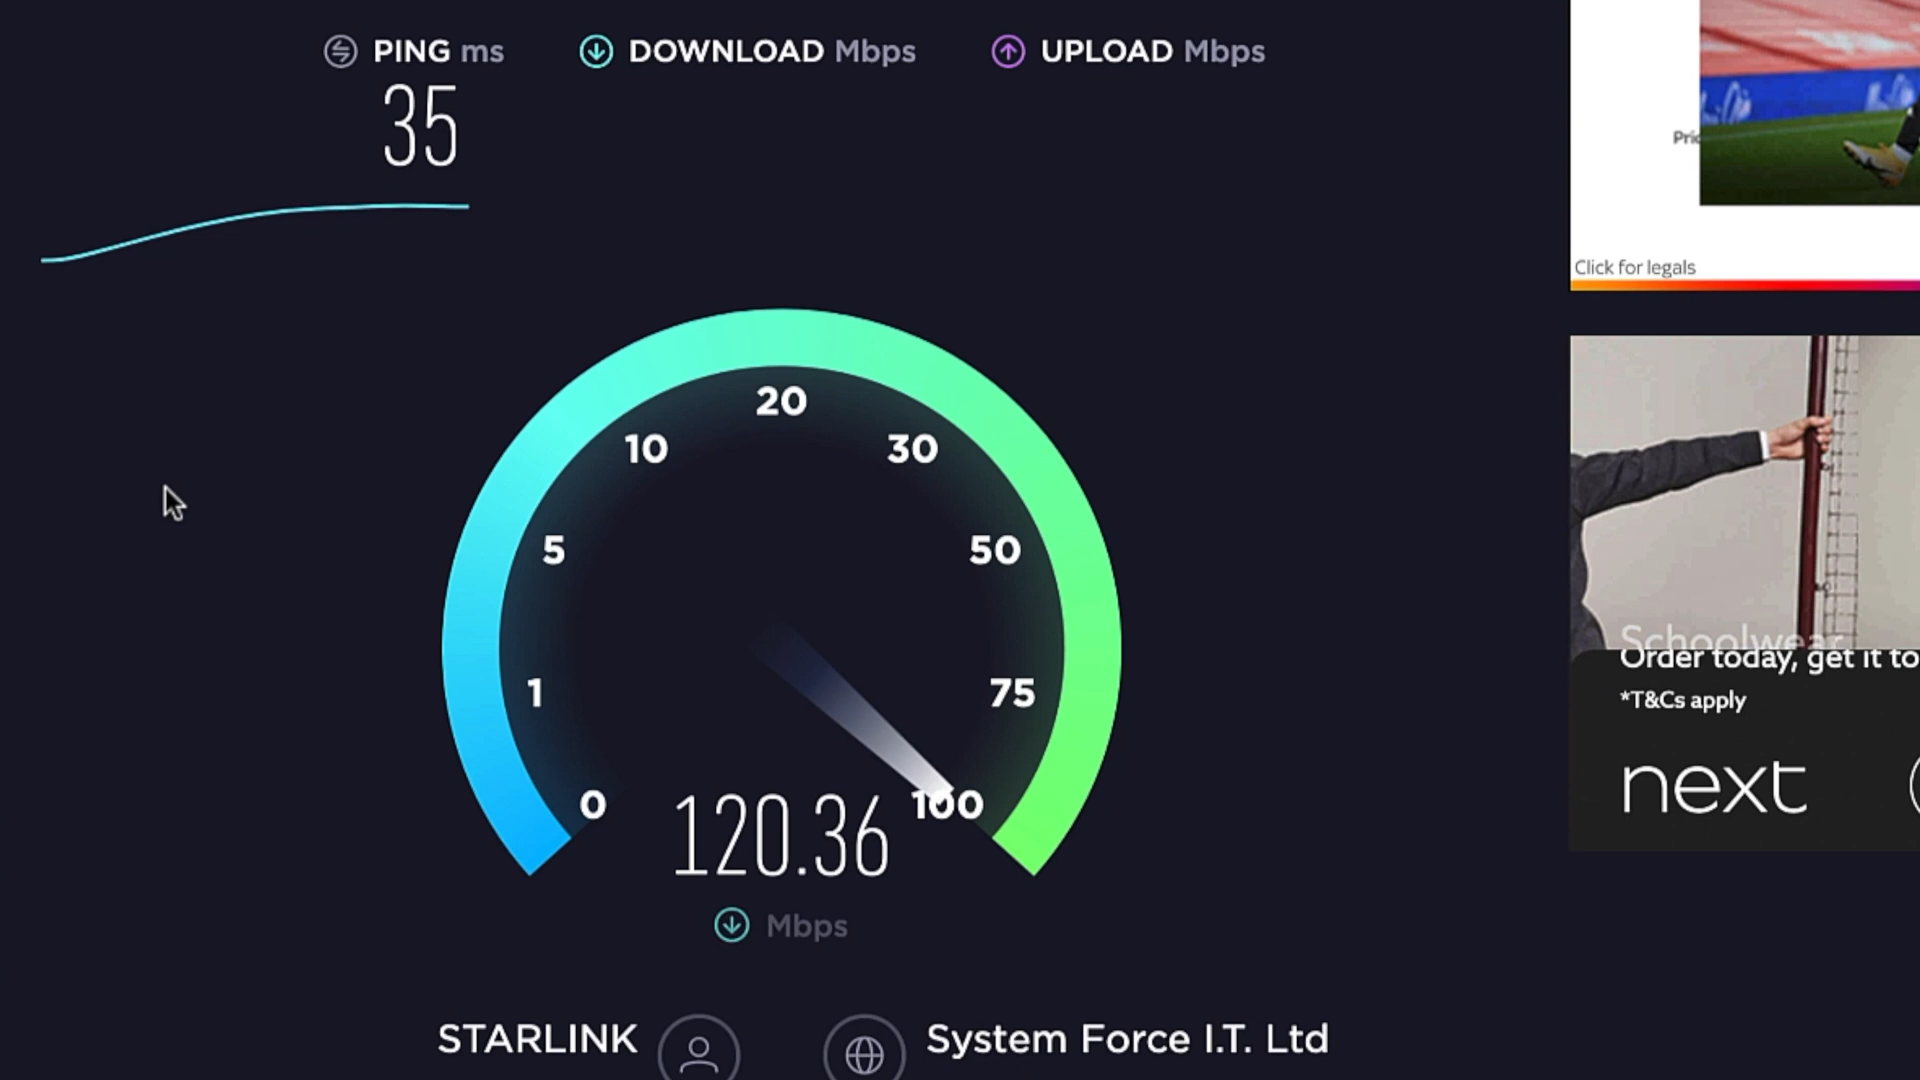 PING ms
DOWNLOAD Mbps
UPLOAD Mbps
35
Click for legals
20
10
30
5
50
1
75
0
100
120.36
Mbps
Schoolwear
Order today, get it to
*T&Cs apply
next
STARLINK
System Force I.T. Ltd